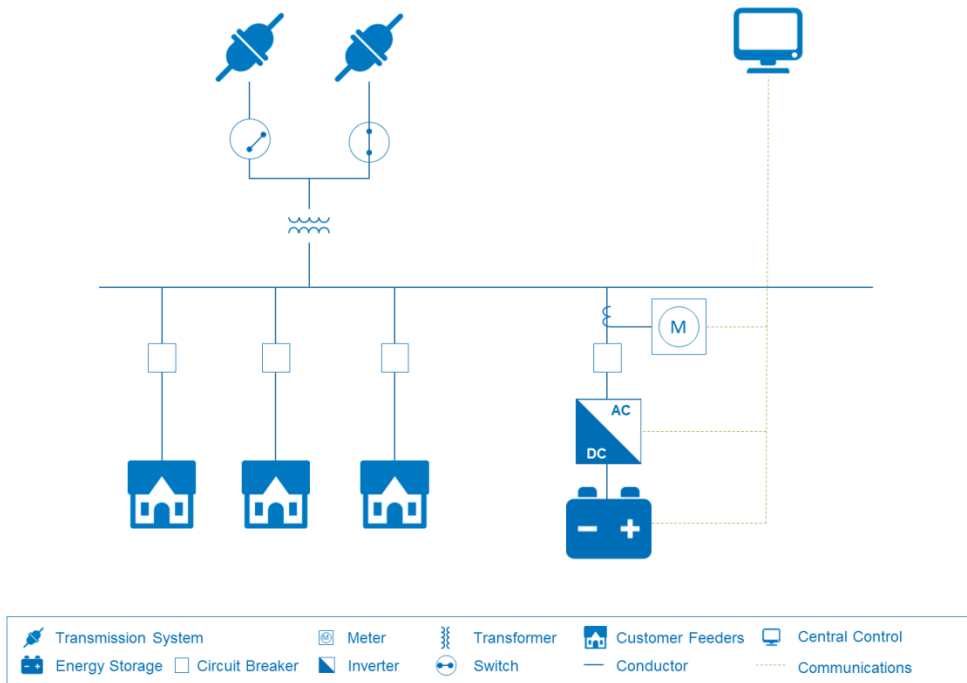 M
AC
DC
Transmission System
M
Meter
Transformer
Customer Feeders
Central Control
Energy Storage
Circuit Breaker
Inverter
Switch
Conductor
Communications